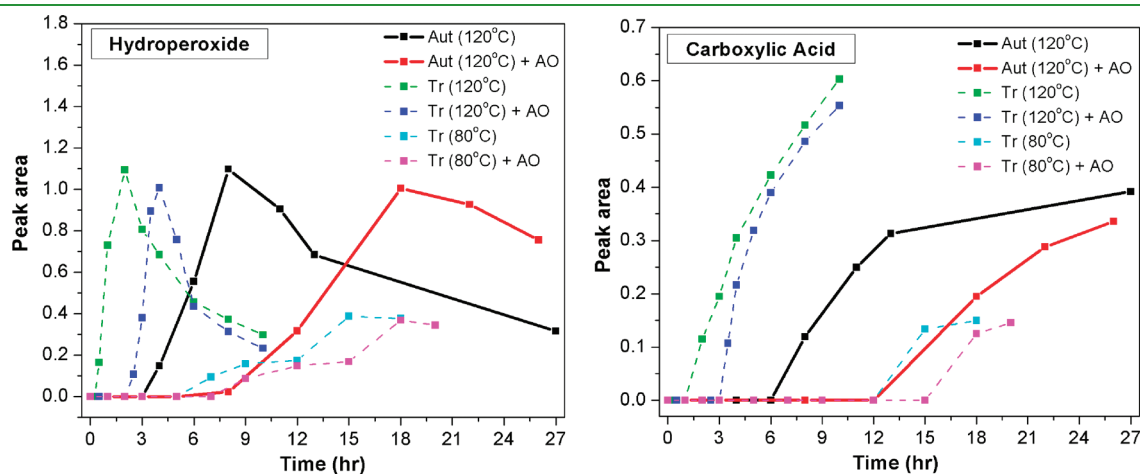 Hydroperoxide
Aut (120°C)
Aut (120°C) + AO
Tr (120°C)
Tr (120°C) + AO
Tr (80°C)
Tr (80°C) + AO
Peak area
1.8
1.6
1.4
1.2
1.0
0.8
0.6
0.4
0.2
0.0
0 3 6 9 12 15 18 21 24 27
Time (hr)
Carboxylic Acid
Aut (120°C)
Aut (120°C) + AO
Tr (120°C)
Tr (120°C) + AO
Tr (80°C)
Tr (80°C) + AO
Peak area
0.7
0.6
0.5
0.4
0.3
0.2
0.1
0.0
0 3 6 9 12 15 18 21 24 27
Time (hr)